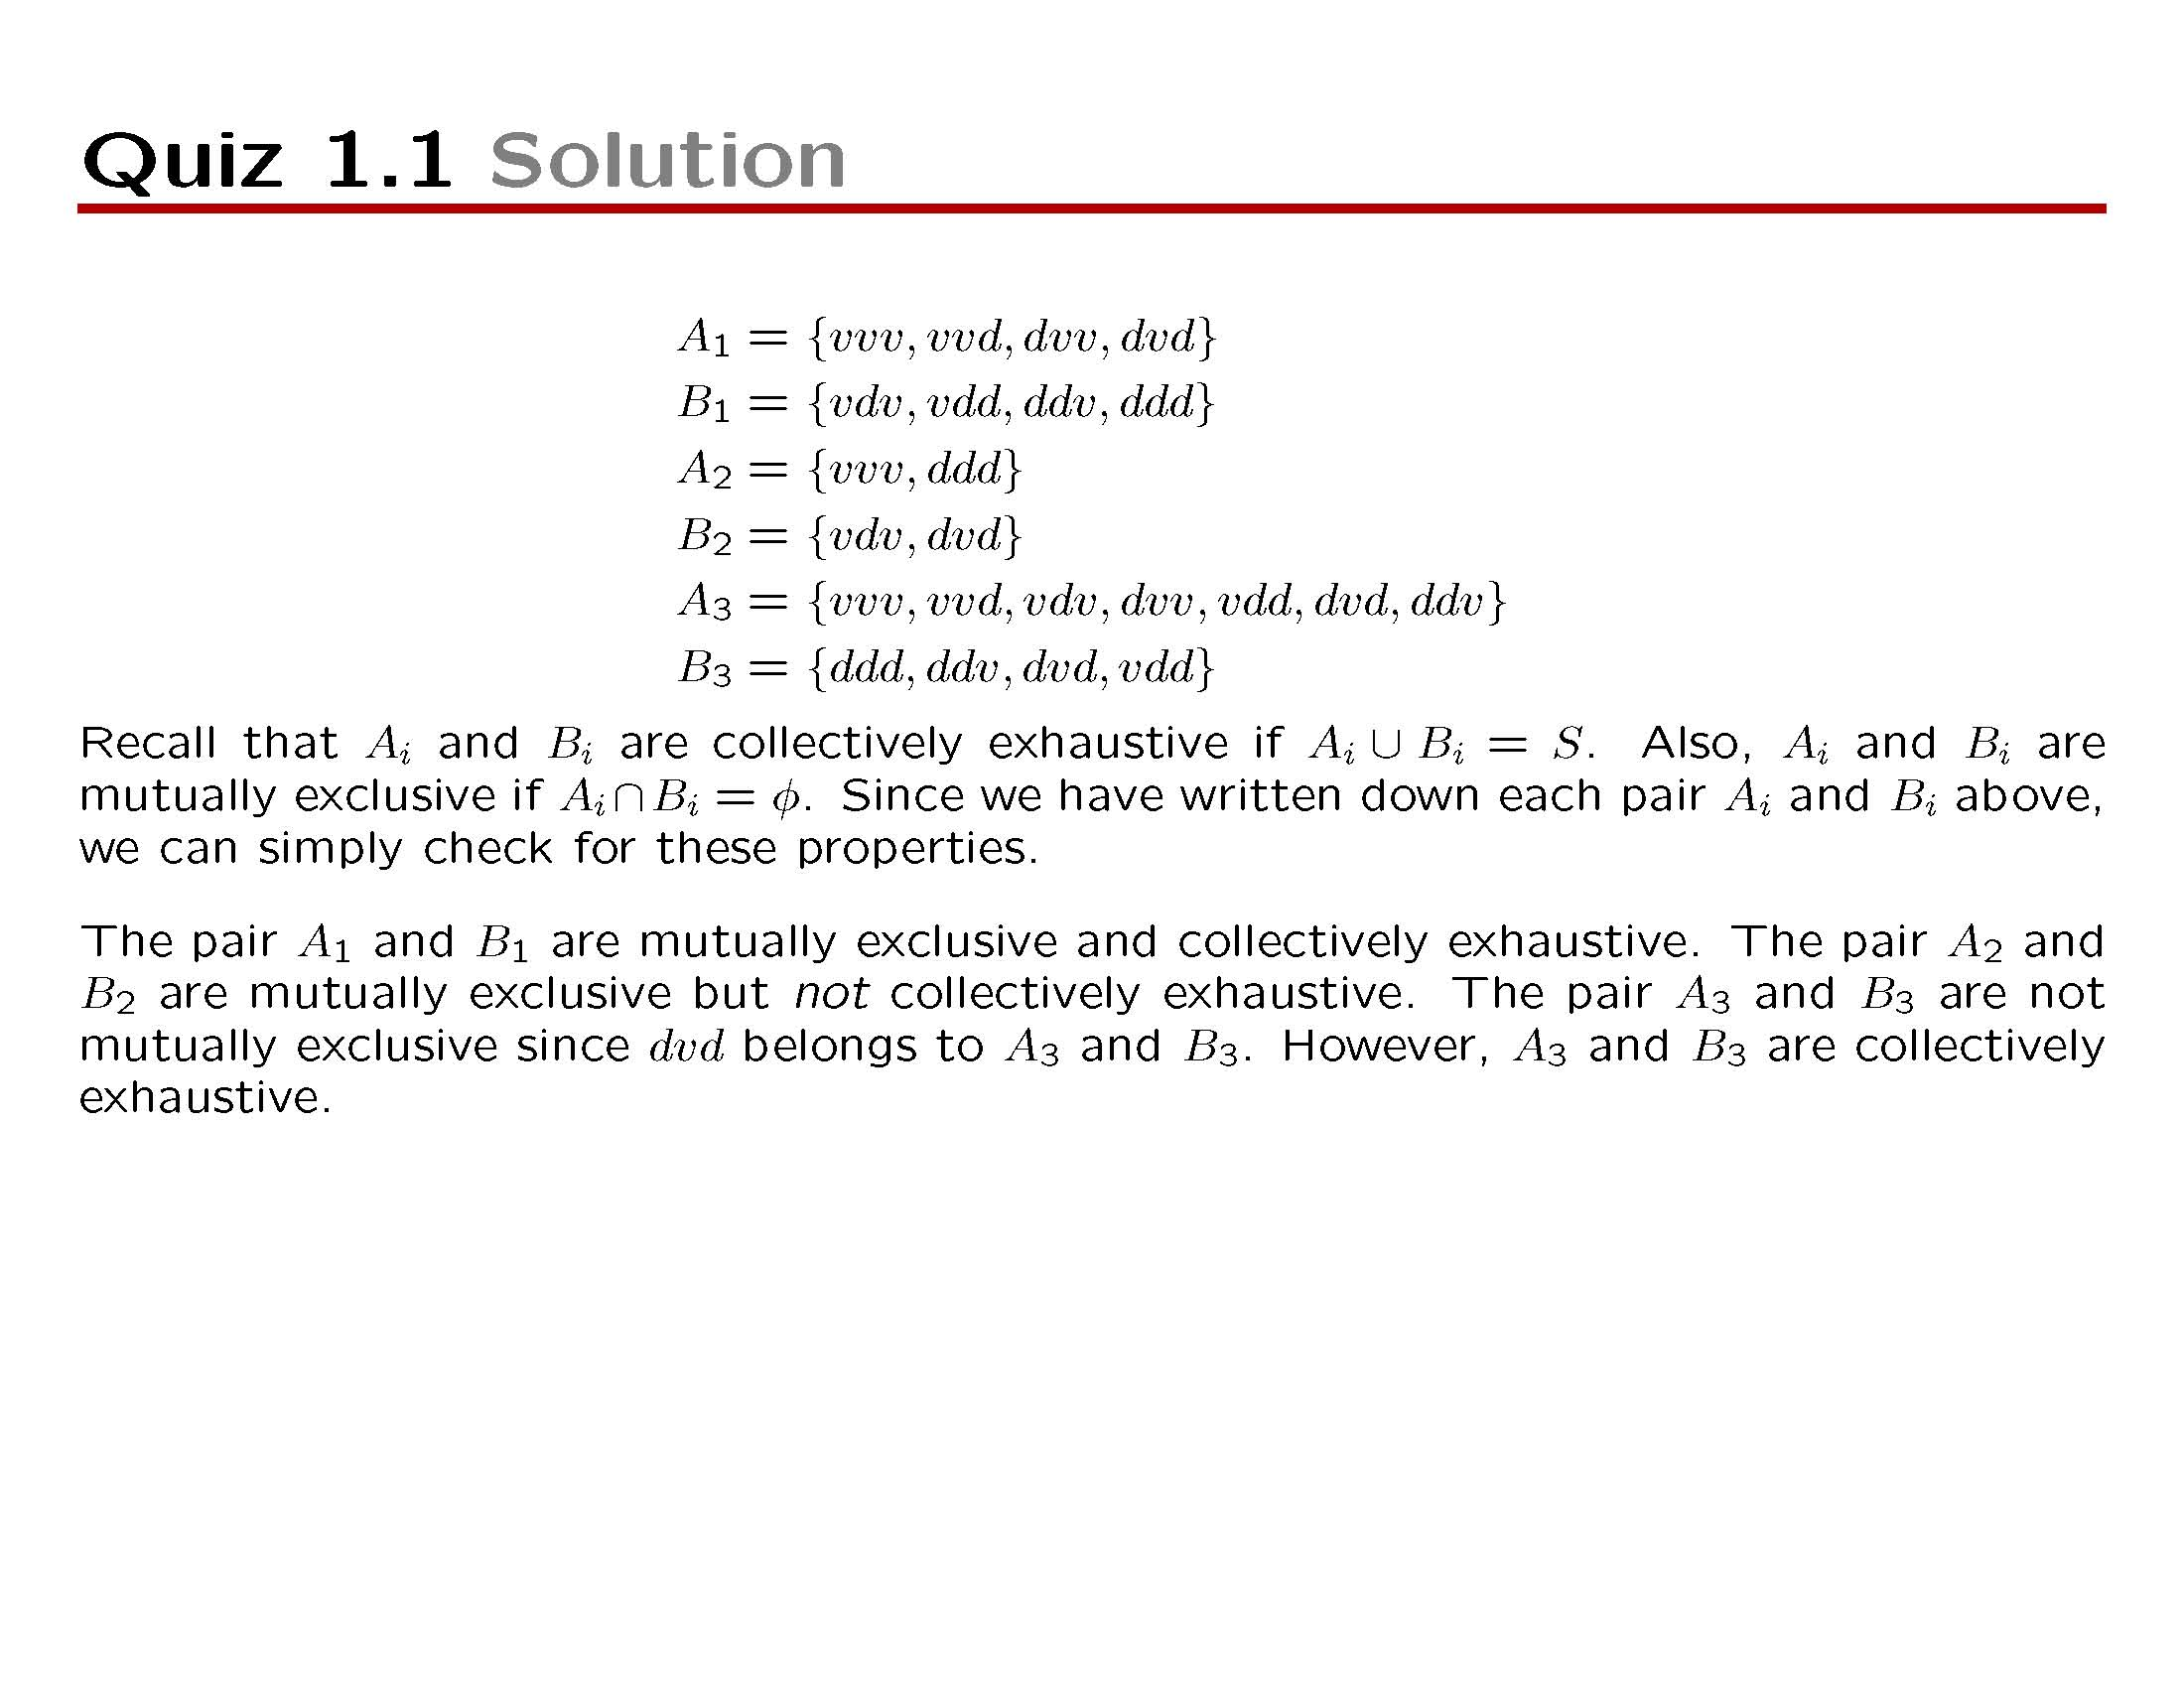 Quiz 1.1 Solution
A₁ = {vvv, vvd, dvv, dvd}
B₁ = {vdv, vdd, ddv, ddd}
A₂ = {vvv, ddd}
B₂ = {vdv, dvd}
A₃ = {vvv, vvd, vdv, dvv, vdd, dvd, ddv}
B₃ = {ddd, ddv, dvd, vdd}
Recall that Aᵢ and Bᵢ are collectively exhaustive if Aᵢ ∪ Bᵢ = S. Also, Aᵢ and Bᵢ are
mutually exclusive if Aᵢ ∩ Bᵢ = ϕ. Since we have written down each pair Aᵢ and Bᵢ above,
we can simply check for these properties.
The pair A₁ and B₁ are mutually exclusive and collectively exhaustive. The pair A₂ and
B₂ are mutually exclusive but not collectively exhaustive. The pair A₃ and B₃ are not
mutually exclusive since dvd belongs to A₃ and B₃. However, A₃ and B₃ are collectively
exhaustive.